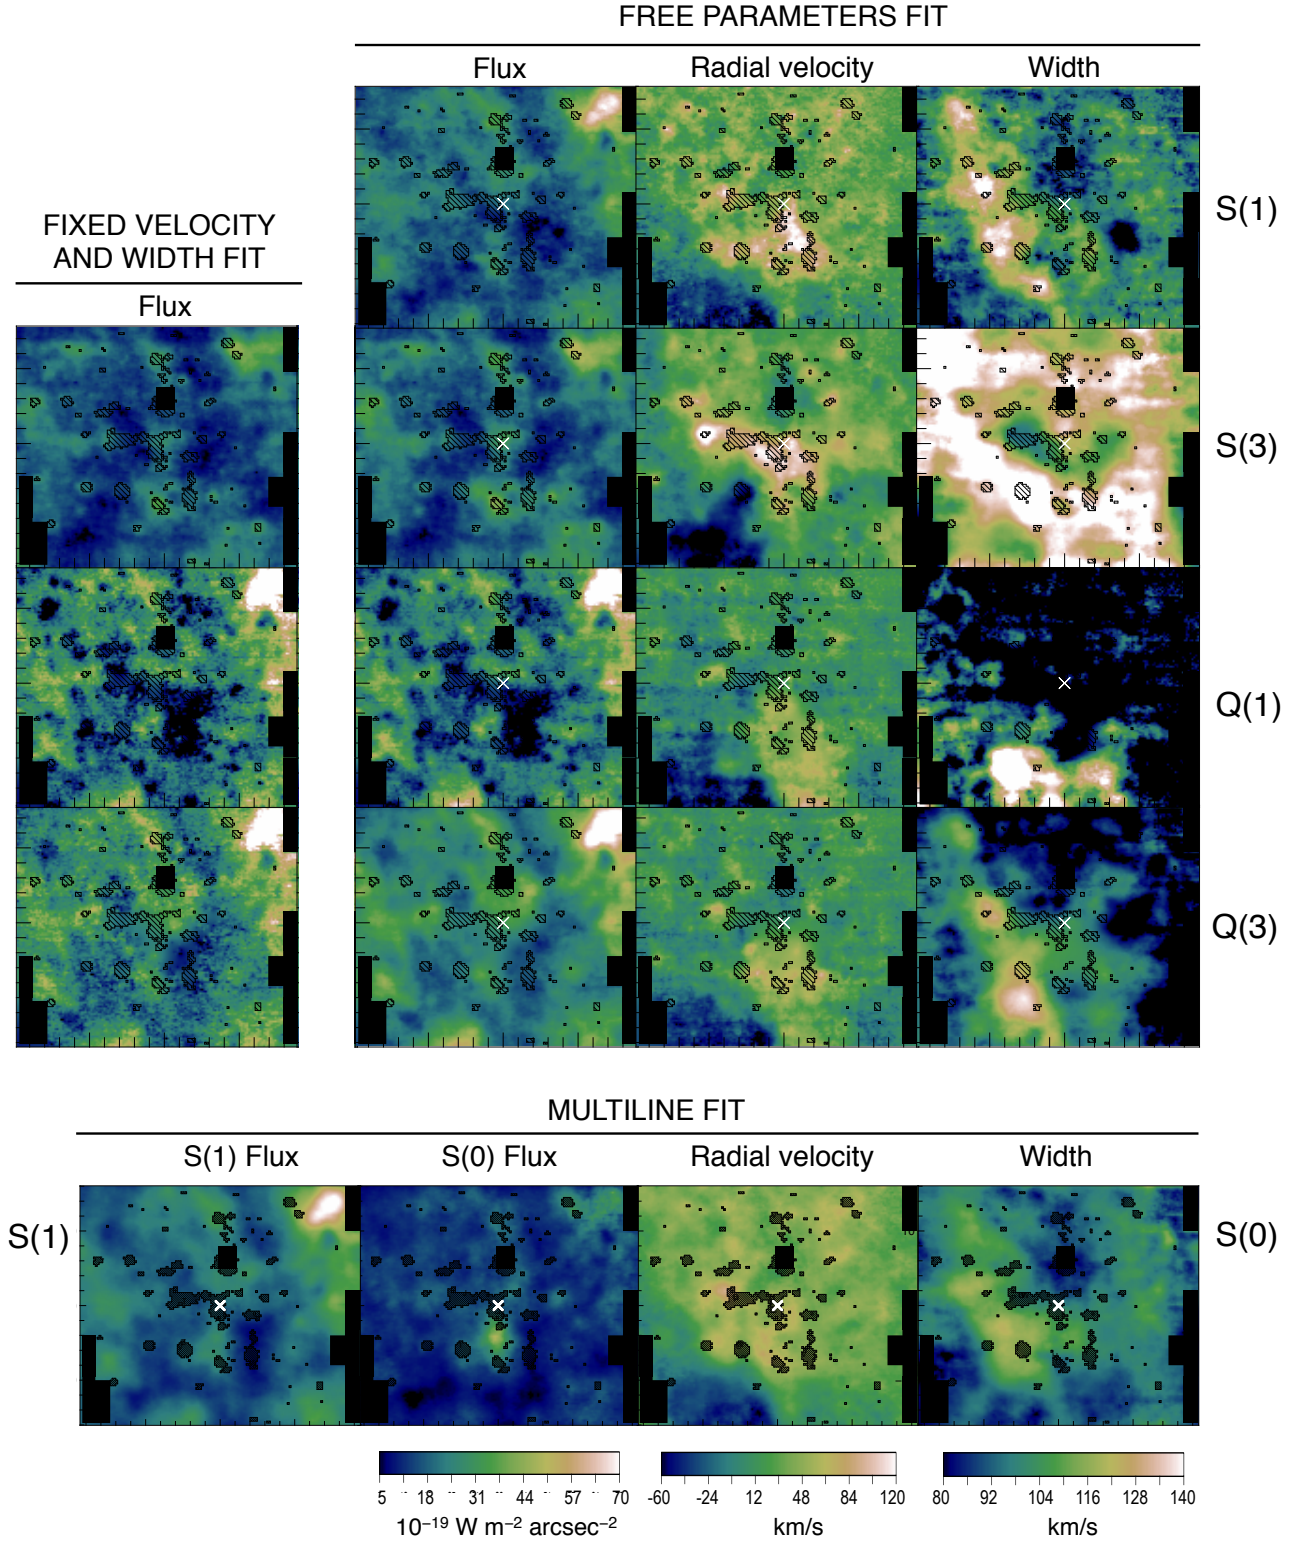 FREE PARAMETERS FIT
Flux Radial velocity Width
S(1)
FIXED VELOCITY
AND WIDTH FIT
Flux
S(3)
Q(1)
Q(3)
MULTILINE FIT
S(1) Flux S(0) Flux Radial velocity Width
S(1) S(0)
5 18 31 44 57 70 -60 -24 12 48 84 120 80 92 104 116 128 140
10⁻¹⁹ W m⁻² arcsec⁻² km/s km/s